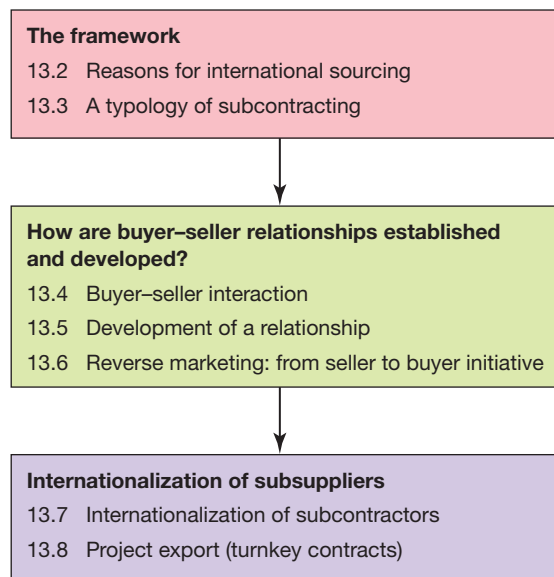 The framework
13.2 Reasons for international sourcing
13.3 A typology of subcontracting
How are buyer–seller relationships established
and developed?
13.4 Buyer–seller interaction
13.5 Development of a relationship
13.6 Reverse marketing: from seller to buyer initiative
Internationalization of subsuppliers
13.7 Internationalization of subcontractors
13.8 Project export (turnkey contracts)